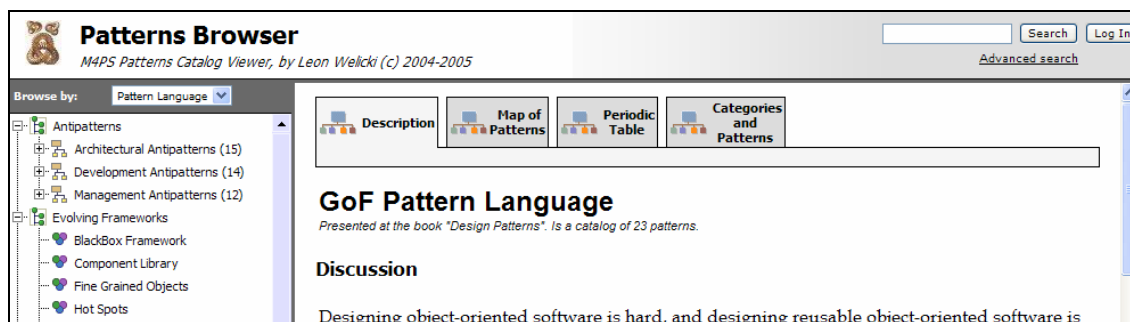 Patterns Browser
M4PS Patterns Catalog Viewer, by Leon Welicki (c) 2004-2005
Search
Log In
Advanced search
Browse by:
Pattern Language
Antipatterns
Architectural Antipatterns (15)
Development Antipatterns (14)
Management Antipatterns (12)
Evolving Frameworks
BlackBox Framework
Component Library
Fine Grained Objects
Hot Spots
Description
Map of
Patterns
Periodic
Table
Categories
and
Patterns
GoF Pattern Language
Presented at the book "Design Patterns". Is a catalog of 23 patterns.
Discussion
Designing object-oriented software is hard, and designing reusable object-oriented software is